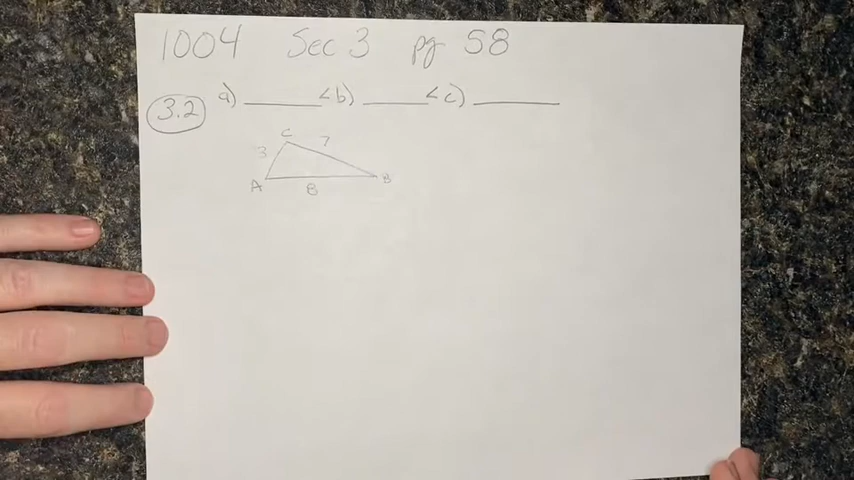 1004 Sec 3 pg 58
3.2 a) ______ < b) ______ < c) ______
C
3 7
A B
8